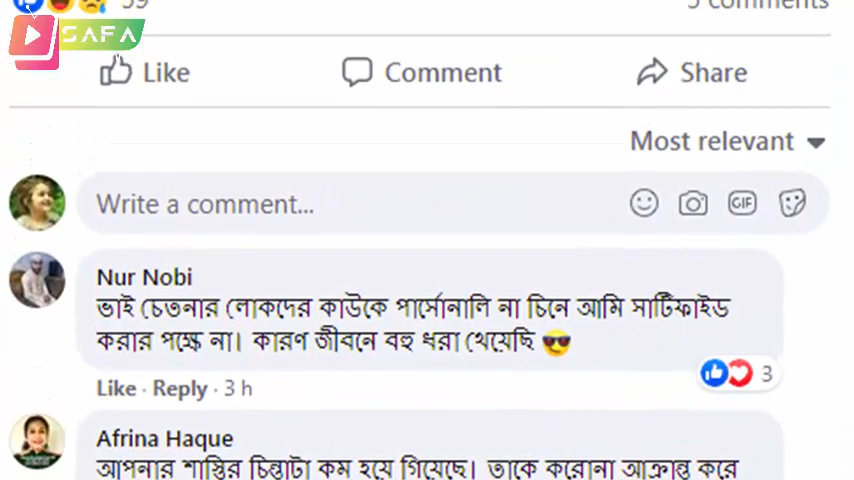 59
5 comments
SAFA
Like
Comment
Share
Most relevant
Write a comment...
GIF
Nur Nobi
ভাই চেতনার লোকদের কাউকে পার্সোনালি না চিনে আমি সার্টিফাইড
করার পক্ষে না। কারণ জীবনে বহু ধরা খেয়েছি
3
Like · Reply · 3 h
Afrina Haque
আপনার শাস্তির চিন্তাটা কম হয়ে গিয়েছে। তাকে করোনা আক্রান্ত করে